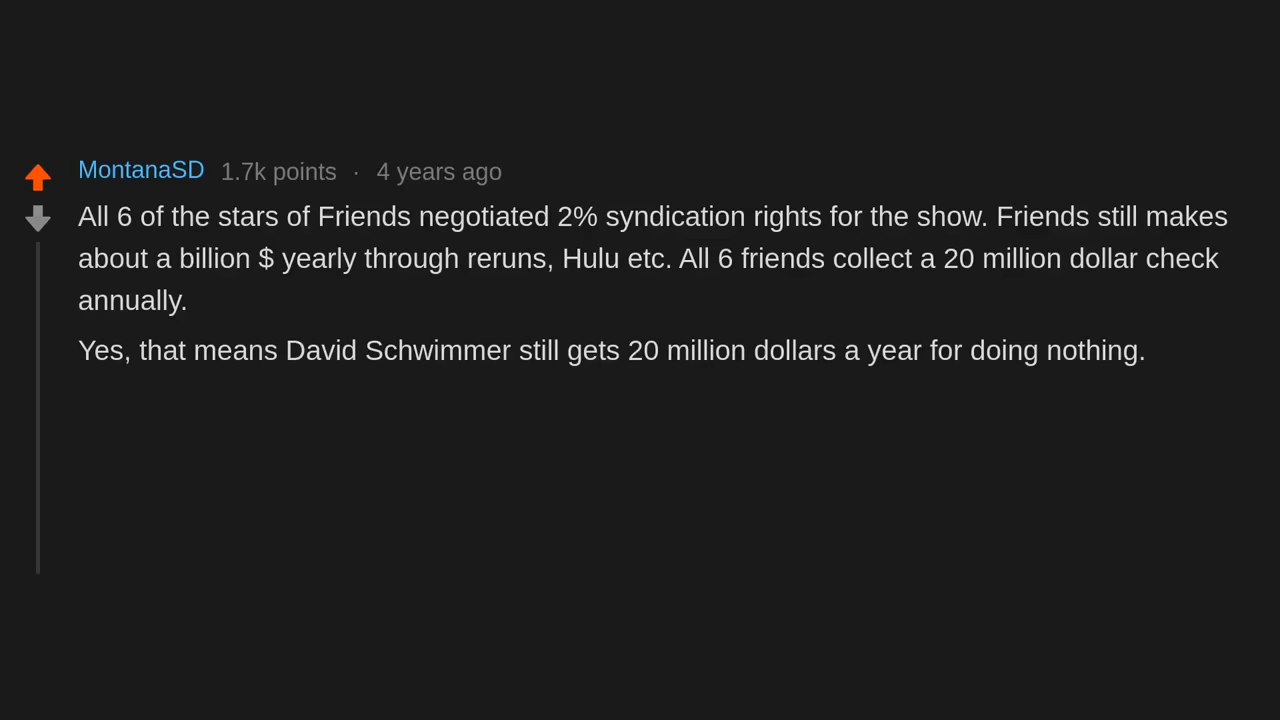 MontanaSD 1.7k points · 4 years ago
All 6 of the stars of Friends negotiated 2% syndication rights for the show. Friends still makes
about a billion $ yearly through reruns, Hulu etc. All 6 friends collect a 20 million dollar check
annually.
Yes, that means David Schwimmer still gets 20 million dollars a year for doing nothing.